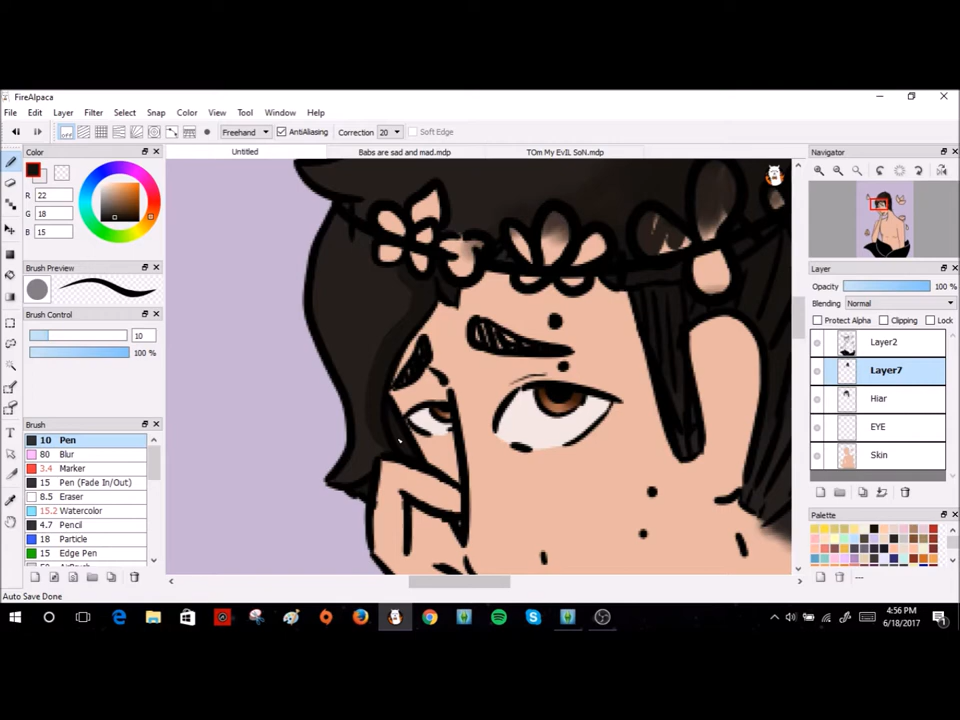 FireAlpaca
File Edit Layer Filter Select Snap Color View Tool Window Help
OFF Freehand AntiAliasing Correction 20 Soft Edge
Color
R 22
G 18
B 15
Brush Preview
Brush Control
10
100 %
Brush
10 Pen
80 Blur
3.4 Marker
15 Pen (Fade In/Out)
8.5 Eraser
15.2 Watercolor
4.7 Pencil
18 Particle
15 Edge Pen
Auto Save Done
Untitled
Babs are sad and mad.mdp
TOm My EvIL SoN.mdp
Navigator
Layer
Opacity 100 %
Blending Normal
Protect Alpha Clipping Lock
Layer2
Layer7
Hiar
EYE
Skin
Palette
---
4:56 PM
6/18/2017